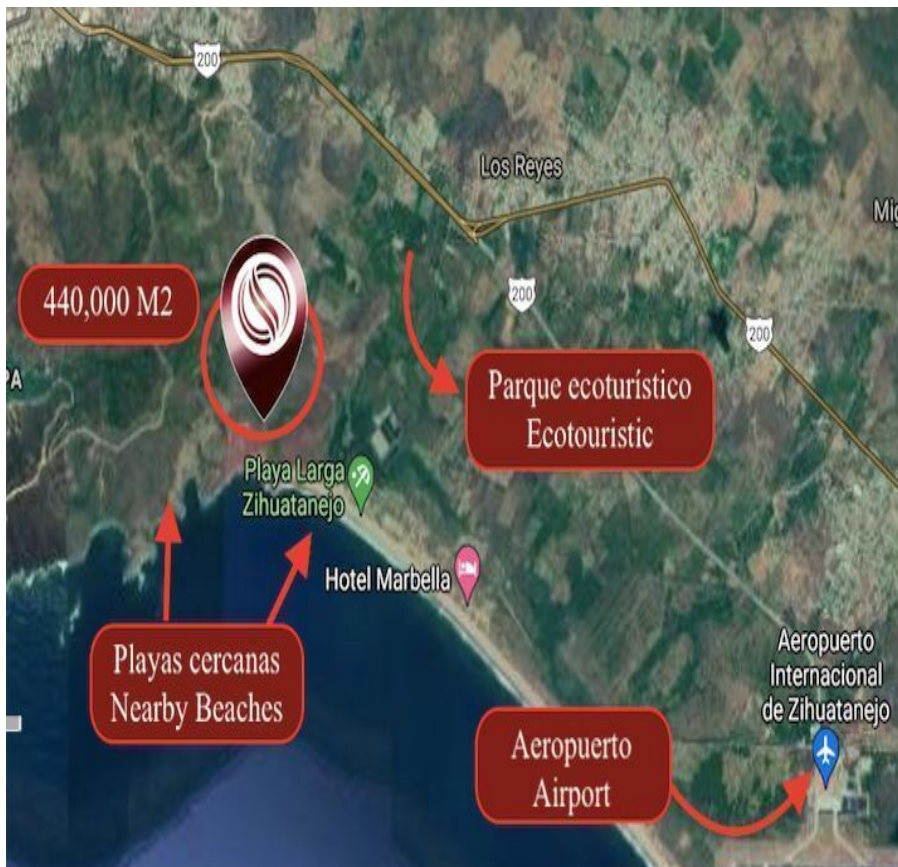 200
Los Reyes
Mig
440,000 M2
200
200
PA
Parque ecoturístico
Ecotouristic
Playa Larga
Zihuatanejo
Hotel Marbella
Playas cercanas
Nearby Beaches
Aeropuerto
Internacional
de Zihuatanejo
Aeropuerto
Airport